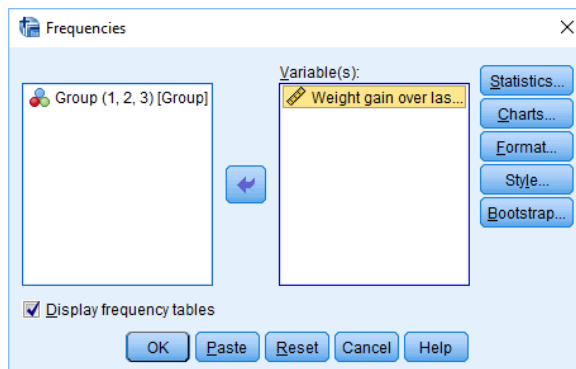 Frequencies
Variable(s):
Group (1, 2, 3) [Group]
Weight gain over las...
Statistics...
Charts...
Format...
Style...
Bootstrap...
Display frequency tables
OK
Paste
Reset
Cancel
Help